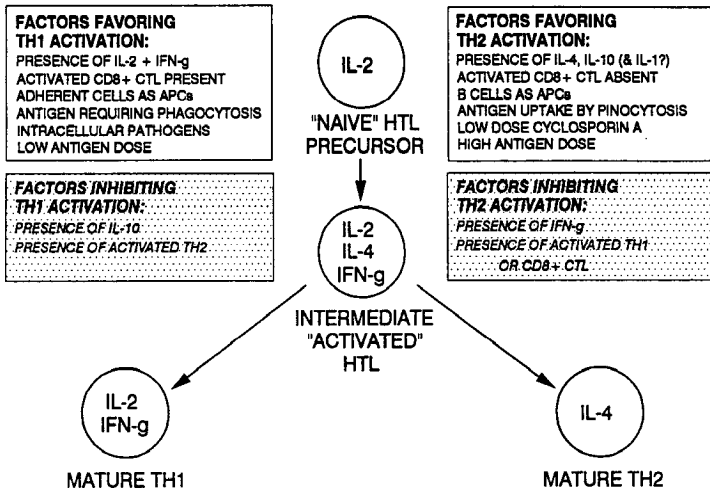 FACTORS FAVORING
TH1 ACTIVATION:
PRESENCE OF IL-2 + IFN-g
ACTIVATED CD8+ CTL PRESENT
ADHERENT CELLS AS APCs
ANTIGEN REQUIRING PHAGOCYTOSIS
INTRACELLULAR PATHOGENS
LOW ANTIGEN DOSE
FACTORS INHIBITING
TH1 ACTIVATION:
PRESENCE OF IL-10
PRESENCE OF ACTIVATED TH2
IL-2
"NAIVE" HTL
PRECURSOR
FACTORS FAVORING
TH2 ACTIVATION:
PRESENCE OF IL-4, IL-10 (& IL-1?)
ACTIVATED CD8+ CTL ABSENT
B CELLS AS APCs
ANTIGEN UPTAKE BY PINOCYTOSIS
LOW DOSE CYCLOSPORIN A
HIGH ANTIGEN DOSE
FACTORS INHIBITING
TH2 ACTIVATION:
PRESENCE OF IFN-g
PRESENCE OF ACTIVATED TH1
OR CD8+ CTL
IL-2
IL-4
IFN-g
INTERMEDIATE
"ACTIVATED"
HTL
IL-2
IFN-g
MATURE TH1
IL-4
MATURE TH2